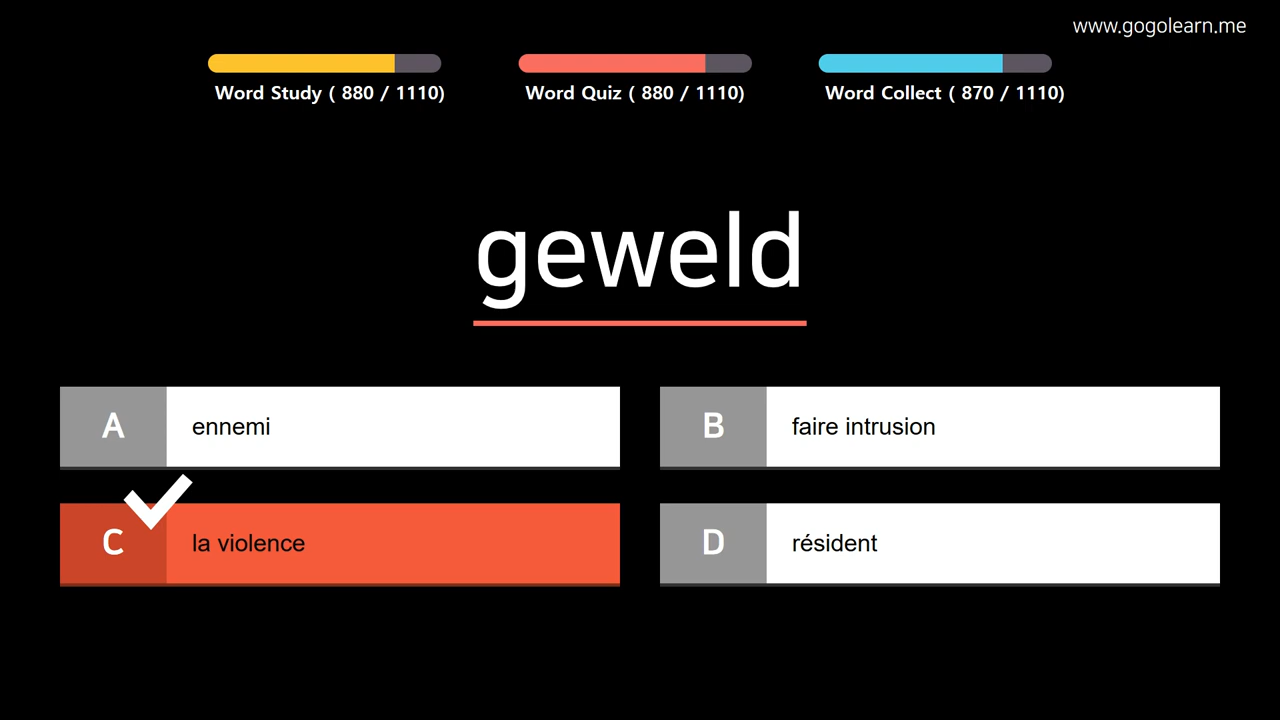 www.gogolearn.me
Word Study ( 880 / 1110)
Word Quiz ( 880 / 1110)
Word Collect ( 870 / 1110)
geweld
A
ennemi
B
faire intrusion
C
la violence
D
résident